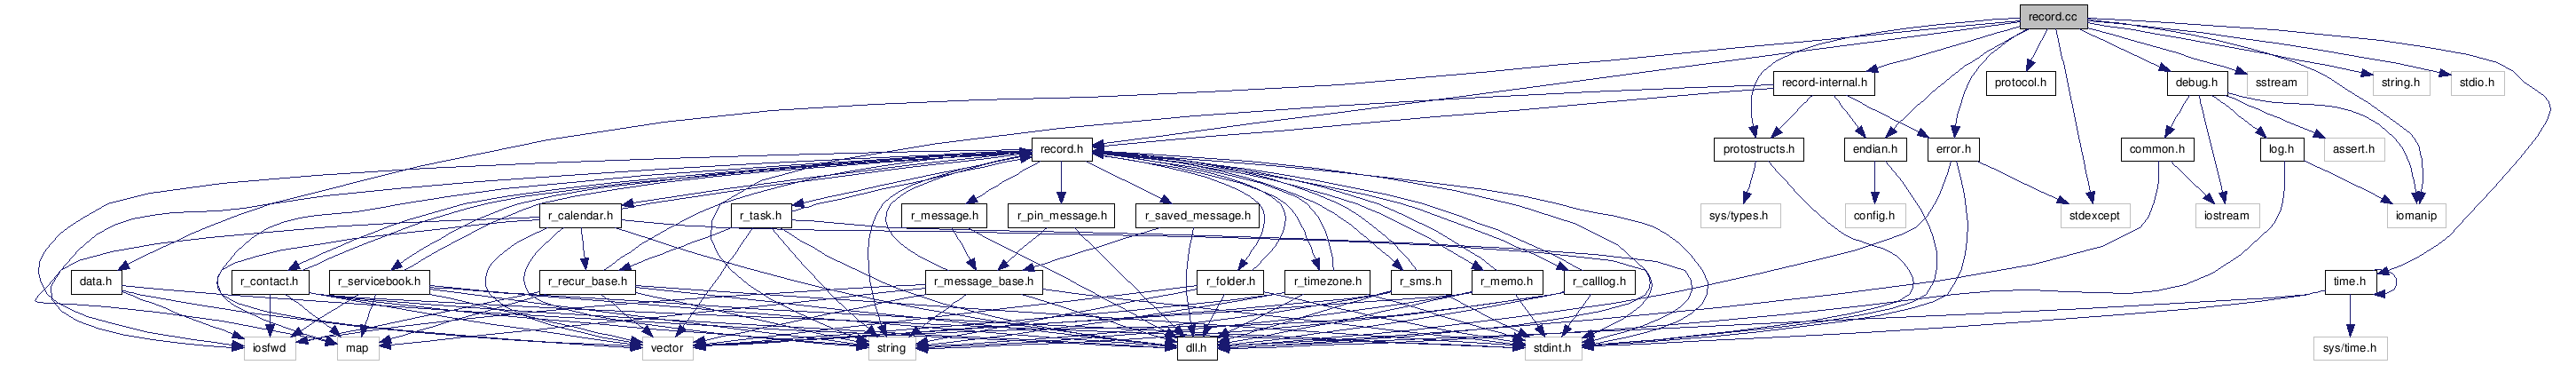 record.cc
record-internal.h
protocol.h
debug.h
sstream
string.h
stdio.h
record.h
protostructs.h
endian.h
error.h
common.h
log.h
assert.h
r_calendar.h
r_task.h
r_message.h
r_pin_message.h
r_saved_message.h
sys/types.h
config.h
stdexcept
iostream
iomanip
data.h
r_contact.h
r_servicebook.h
r_recur_base.h
r_message_base.h
r_folder.h
r_timezone.h
r_sms.h
r_memo.h
r_calllog.h
time.h
iosfwd
map
vector
string
dll.h
stdint.h
sys/time.h